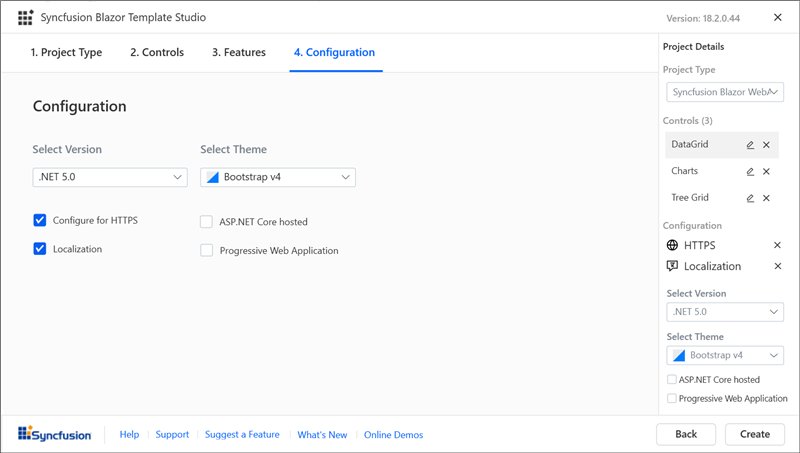 Syncfusion Blazor Template Studio
Version: 18.2.0.44
1. Project Type
2. Controls
3. Features
4. Configuration
Configuration
Select Version
Select Theme
.NET 5.0
Bootstrap v4
Configure for HTTPS
ASP.NET Core hosted
Localization
Progressive Web Application
Project Details
Project Type
Syncfusion Blazor WebA
Controls (3)
DataGrid
Charts
Tree Grid
Configuration
HTTPS
Localization
Select Version
.NET 5.0
Select Theme
Bootstrap v4
ASP.NET Core hosted
Progressive Web Application
Syncfusion
Help
Support
Suggest a Feature
What's New
Online Demos
Back
Create